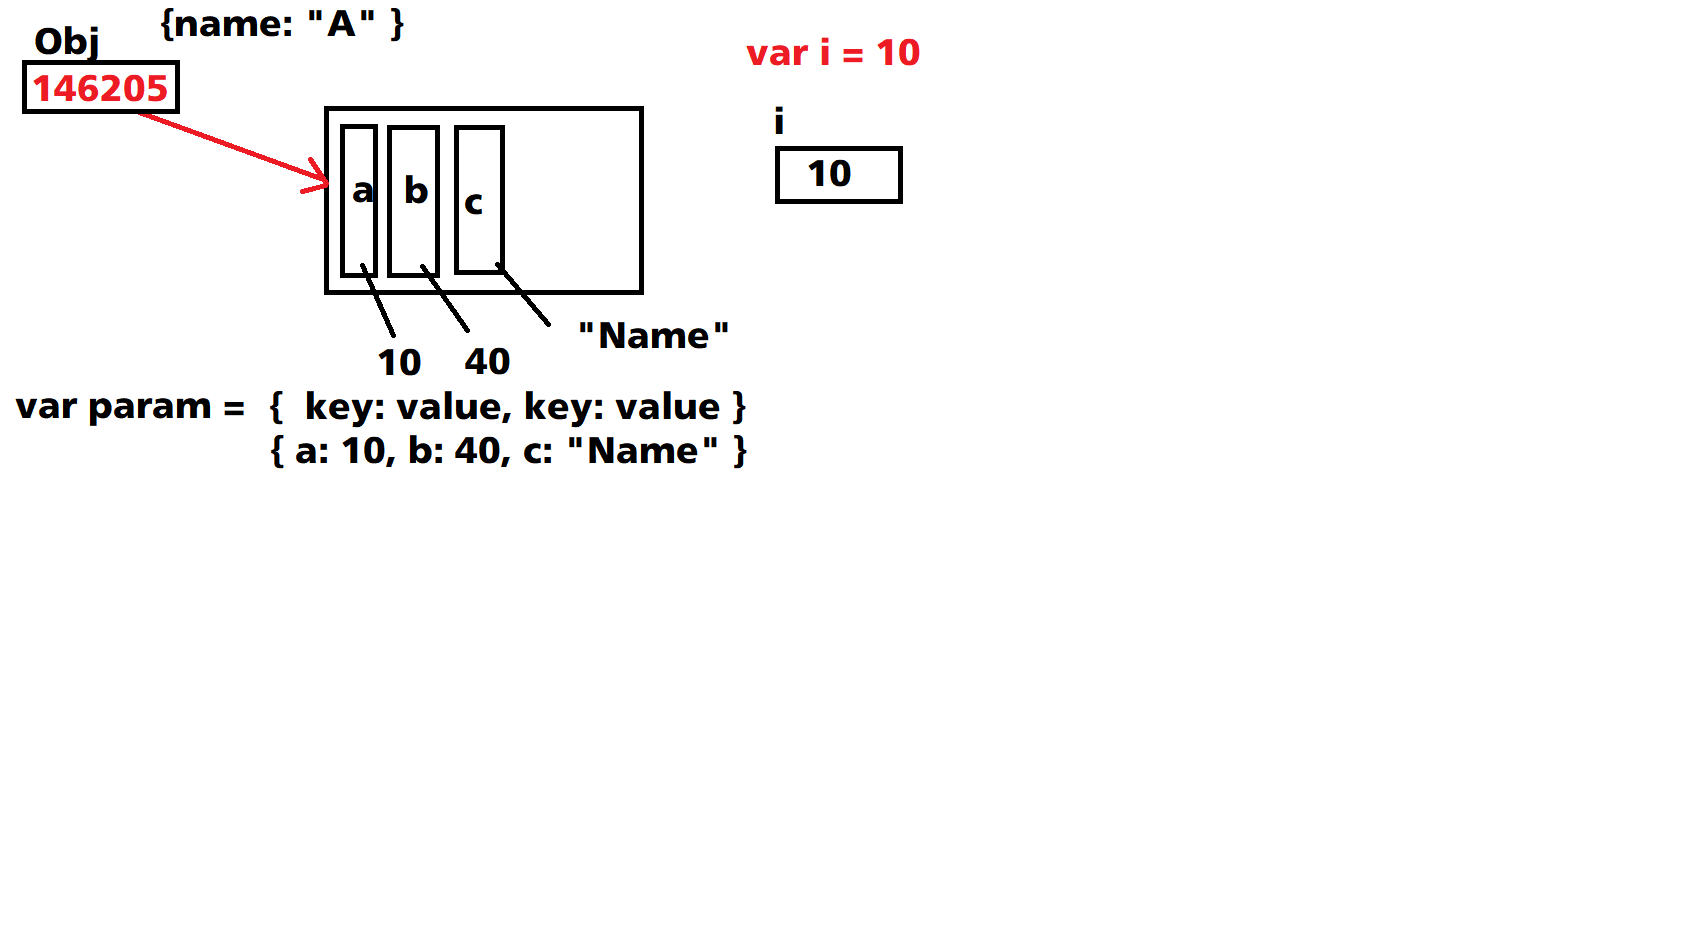 {name: "A" }
Obj
146205
var i = 10
i
10
a
b
c
"Name"
10
40
var param = { key: value, key: value }
{ a: 10, b: 40, c: "Name" }